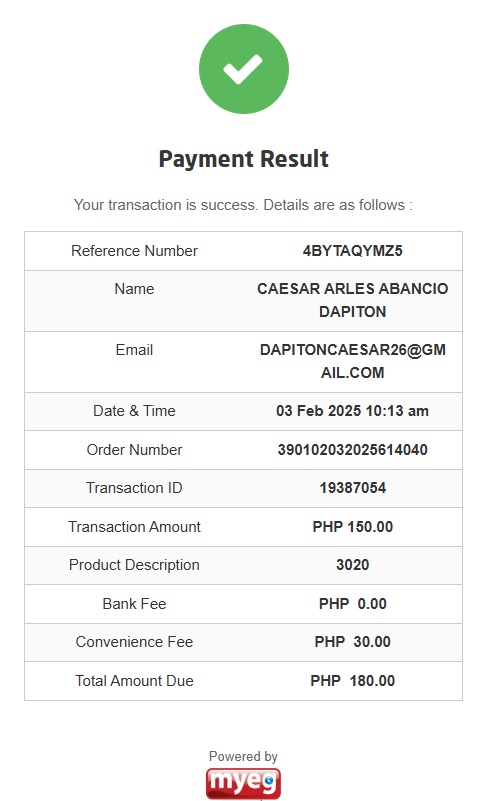 Payment Result
Your transaction is success. Details are as follows :
Reference Number 4BYTAQYMZ5
Name CAESAR ARLES ABANCIO
DAPITON
Email DAPITONCAESAR26@GM
AIL.COM
Date & Time 03 Feb 2025 10:13 am
Order Number 390102032025614040
Transaction ID 19387054
Transaction Amount PHP 150.00
Product Description 3020
Bank Fee PHP 0.00
Convenience Fee PHP 30.00
Total Amount Due PHP 180.00
Powered by
myeg